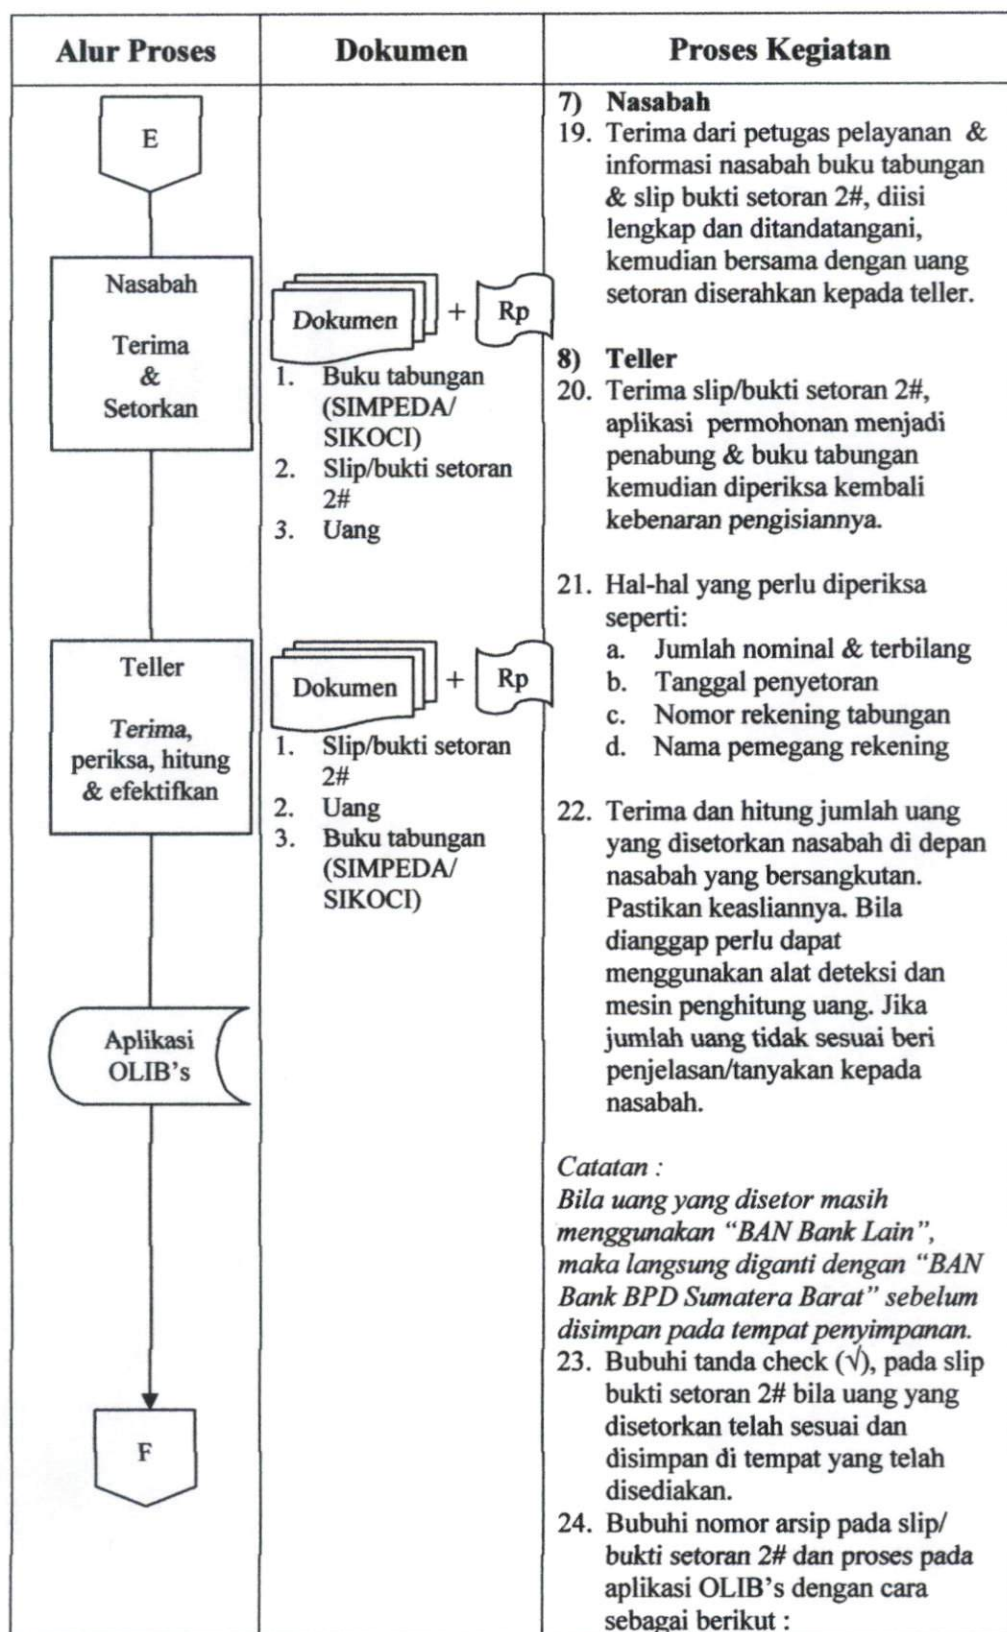 Alur Proses
Dokumen
Proses Kegiatan
E
Nasabah
Terima
&
Setorkan
Teller
Terima,
periksa, hitung
& efektifkan
Aplikasi
OLIB's
F
Dokumen + Rp
1. Buku tabungan
(SIMPEDA/
SIKOCI)
2. Slip/bukti setoran
2#
3. Uang
Dokumen + Rp
1. Slip/bukti setoran
2#
2. Uang
3. Buku tabungan
(SIMPEDA/
SIKOCI)
7) Nasabah
19. Terima dari petugas pelayanan &
informasi nasabah buku tabungan
& slip bukti setoran 2#, diisi
lengkap dan ditandatangani,
kemudian bersama dengan uang
setoran diserahkan kepada teller.
8) Teller
20. Terima slip/bukti setoran 2#,
aplikasi permohonan menjadi
penabung & buku tabungan
kemudian diperiksa kembali
kebenaran pengisiannya.
21. Hal-hal yang perlu diperiksa
seperti:
a. Jumlah nominal & terbilang
b. Tanggal penyetoran
c. Nomor rekening tabungan
d. Nama pemegang rekening
22. Terima dan hitung jumlah uang
yang disetorkan nasabah di depan
nasabah yang bersangkutan.
Pastikan keasliannya. Bila
dianggap perlu dapat
menggunakan alat deteksi dan
mesin penghitung uang. Jika
jumlah uang tidak sesuai beri
penjelasan/tanyakan kepada
nasabah.
Catatan :
Bila uang yang disetor masih
menggunakan “BAN Bank Lain”,
maka langsung diganti dengan “BAN
Bank BPD Sumatera Barat” sebelum
disimpan pada tempat penyimpanan.
23. Bubuhi tanda check (√), pada slip
bukti setoran 2# bila uang yang
disetorkan telah sesuai dan
disimpan di tempat yang telah
disediakan.
24. Bubuhi nomor arsip pada slip/
bukti setoran 2# dan proses pada
aplikasi OLIB's dengan cara
sebagai berikut :